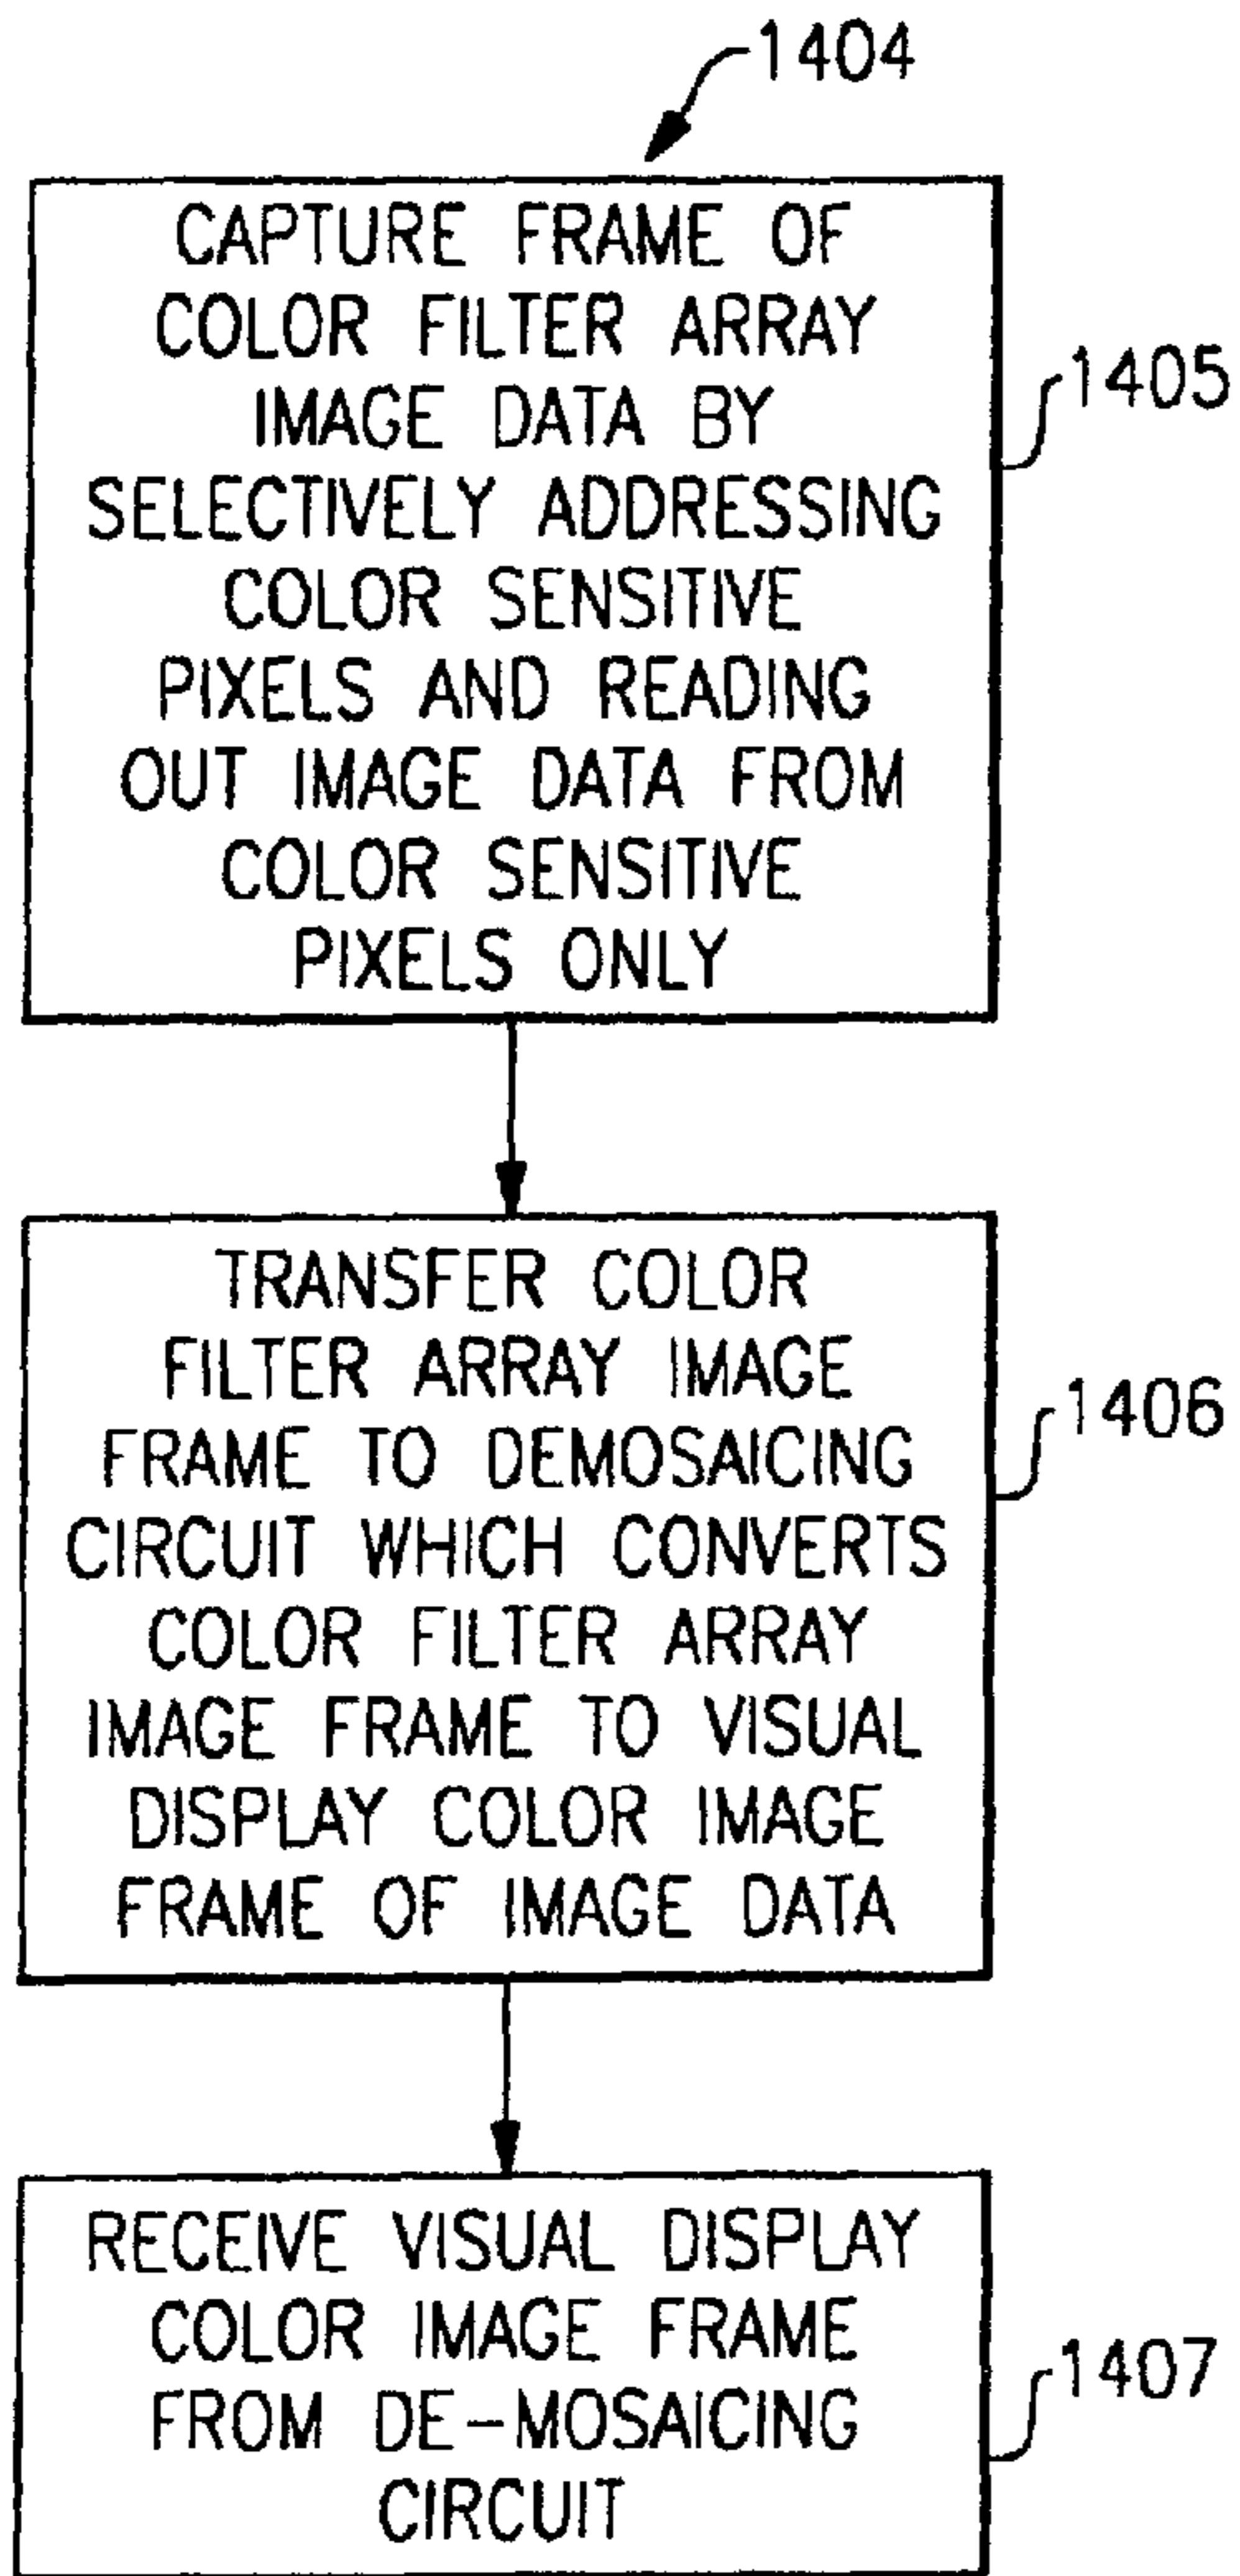 1404
CAPTURE FRAME OF
COLOR FILTER ARRAY
IMAGE DATA BY
SELECTIVELY ADDRESSING
COLOR SENSITIVE
PIXELS AND READING
OUT IMAGE DATA FROM
COLOR SENSITIVE
PIXELS ONLY
1405
TRANSFER COLOR
FILTER ARRAY IMAGE
FRAME TO DEMOSAICING
CIRCUIT WHICH CONVERTS
COLOR FILTER ARRAY
IMAGE FRAME TO VISUAL
DISPLAY COLOR IMAGE
FRAME OF IMAGE DATA
1406
RECEIVE VISUAL DISPLAY
COLOR IMAGE FRAME
FROM DE-MOSAICING
CIRCUIT
1407